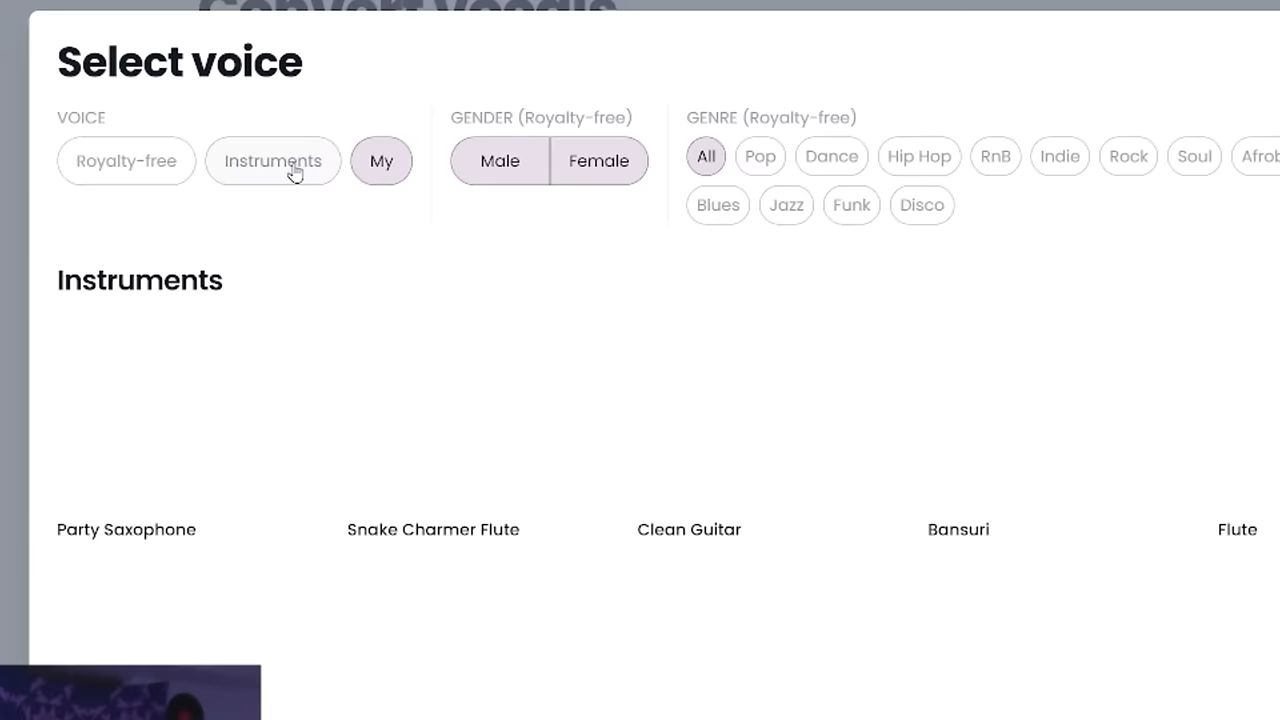 Convert vocals
Select voice
VOICE
GENDER (Royalty-free)
GENRE (Royalty-free)
Royalty-free
Instruments
My
Male
Female
All
Pop
Dance
Hip Hop
RnB
Indie
Rock
Soul
Blues
Jazz
Funk
Disco
Instruments
Party Saxophone
Snake Charmer Flute
Clean Guitar
Bansuri
Flute